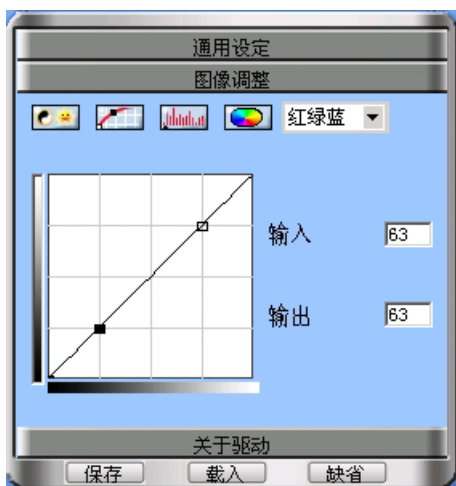 通用设定
图像调整
红绿蓝
输入 63
输出 63
关于驱动
保存 载入 缺省